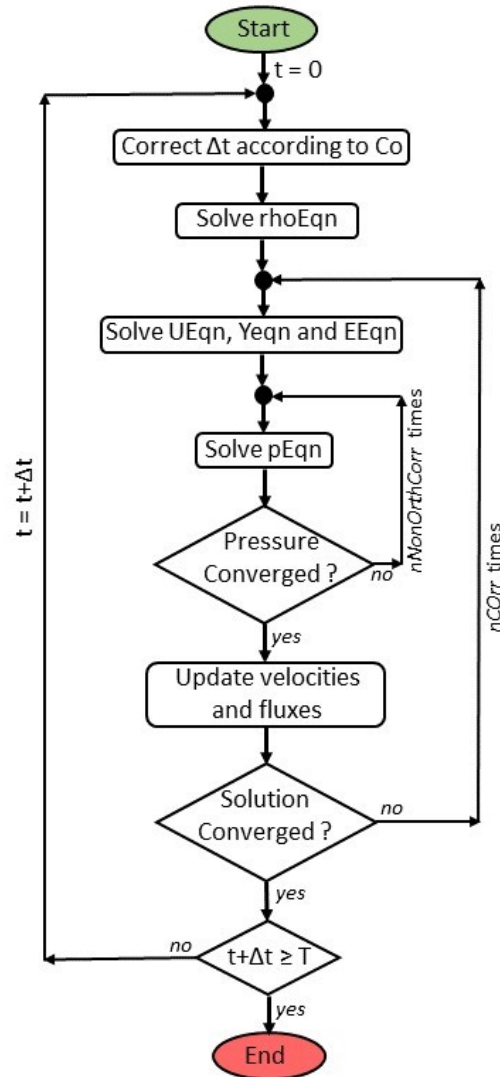 Start
t = 0
Correct Δt according to Co
Solve rhoEqn
Solve UEqn, Yeqn and EEqn
Solve pEqn
nNonOrthCorr times
Pressure
Converged ?
no
yes
Update velocities
and fluxes
nCOrr times
Solution
Converged ?
no
yes
t = t+Δt
t+Δt ≥ T
no
yes
End